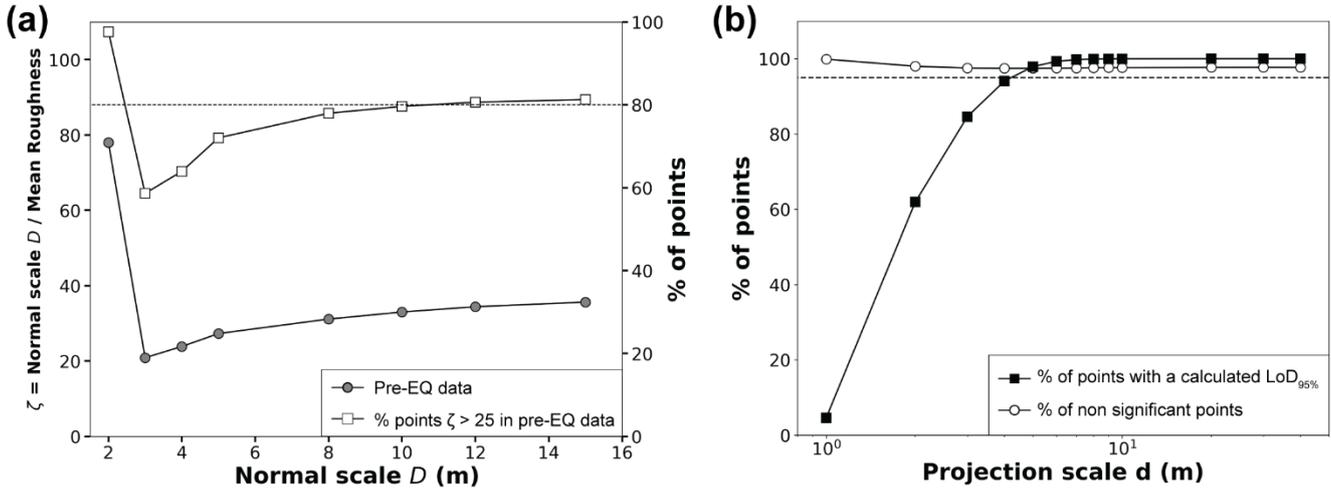 (a)
ζ = Normal scale D / Mean Roughness
100
80
60
40
20
0
2
4
6
8
10
12
14
16
Normal scale D (m)
100
80
60
40
20
0
% of points
Pre-EQ data
% points ζ > 25 in pre-EQ data
(b)
% of points
100
80
60
40
20
0
10⁰
10¹
Projection scale d (m)
% of points with a calculated LoD₉₅%
% of non significant points